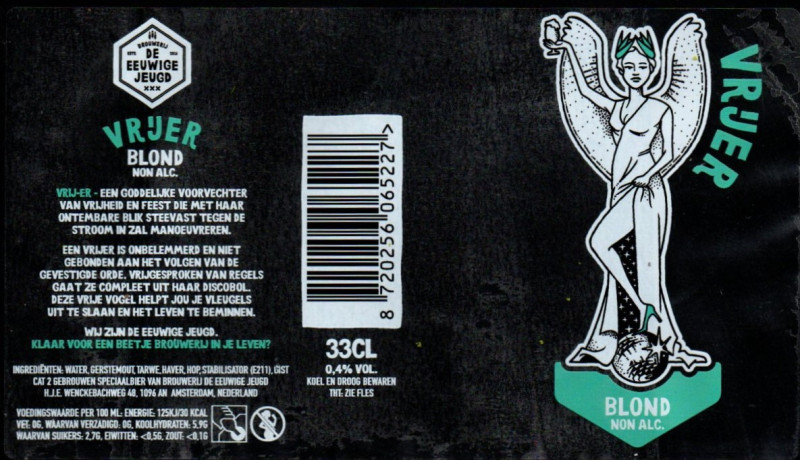 BROUWERIJ
DE
EEUWIGE
JEUGD
XXX
VRIJER
BLOND
NON ALC.
VRIJ-ER - EEN GODDELIJKE VOORVECHTER
VAN VRIJHEID EN FEEST DIE MET HAAR
ONTEMBARE BLIK STEEVAST TEGEN DE
STROOM IN ZAL MANOEUVREREN.
EEN VRIJER IS ONBELEMMERD EN NIET
GEBONDEN AAN HET VOLGEN VAN DE
GEVESTIGDE ORDE. VRIJGESPROKEN VAN REGELS
GAAT ZE COMPLEET UIT HAAR DISCOBOL.
DEZE VRIJE VOGEL HELPT JOU JE VLEUGELS
UIT TE SLAAN EN HET LEVEN TE BEMINNEN.
WIJ ZIJN DE EEUWIGE JEUGD.
KLAAR VOOR EEN BEETJE BROUWERIJ IN JE LEVEN?
INGREDIËNTEN: WATER, GERSTEMOUT, TARWE, HAVER, HOP, STABILISATOR (E211), GIST
CAT 2 GEBROUWEN SPECIAALBIER VAN BROUWERIJ DE EEUWIGE JEUGD
H.J.E. WENCKEBACHWEG 48, 1096 AN AMSTERDAM, NEDERLAND
VOEDINGSWAARDE PER 100 ML: ENERGIE: 125KJ/30 KCAL
VET: 0G, WAARVAN VERZADIGD: 0G, KOOLHYDRATEN: 5,9G
WAARVAN SUIKERS: 2,7G, EIWITTEN: <0,5G, ZOUT: <0,1G
8 720256 065227>
33CL
0,4% VOL.
KOEL EN DROOG BEWAREN
THT: ZIE FLES
VRIJER
BLOND
NON ALC.